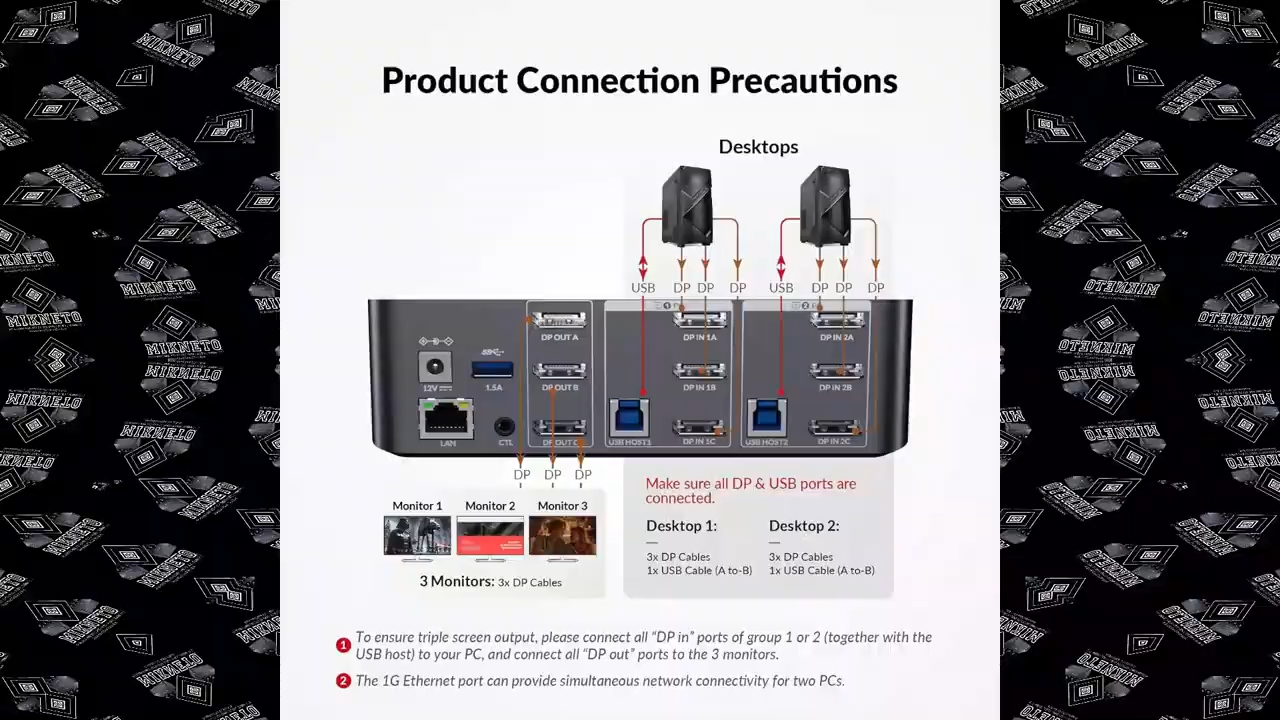 Product Connection Precautions
Desktops
USB DP DP DP USB DP DP DP
DP OUT A DP IN 1A DP IN 2A
12V 1.5A DP OUT B DP IN 1B DP IN 2B
LAN CTL DP OUT C USB HOST1 DP IN 1C USB HOST2 DP IN 2C
DP DP DP
Monitor 1 Monitor 2 Monitor 3
3 Monitors: 3x DP Cables
Make sure all DP & USB ports are
connected.
Desktop 1: Desktop 2:
3x DP Cables 3x DP Cables
1x USB Cable (A to-B) 1x USB Cable (A to-B)
1 To ensure triple screen output, please connect all “DP in” ports of group 1 or 2 (together with the
USB host) to your PC, and connect all “DP out” ports to the 3 monitors.
2 The 1G Ethernet port can provide simultaneous network connectivity for two PCs.
MIKNETO